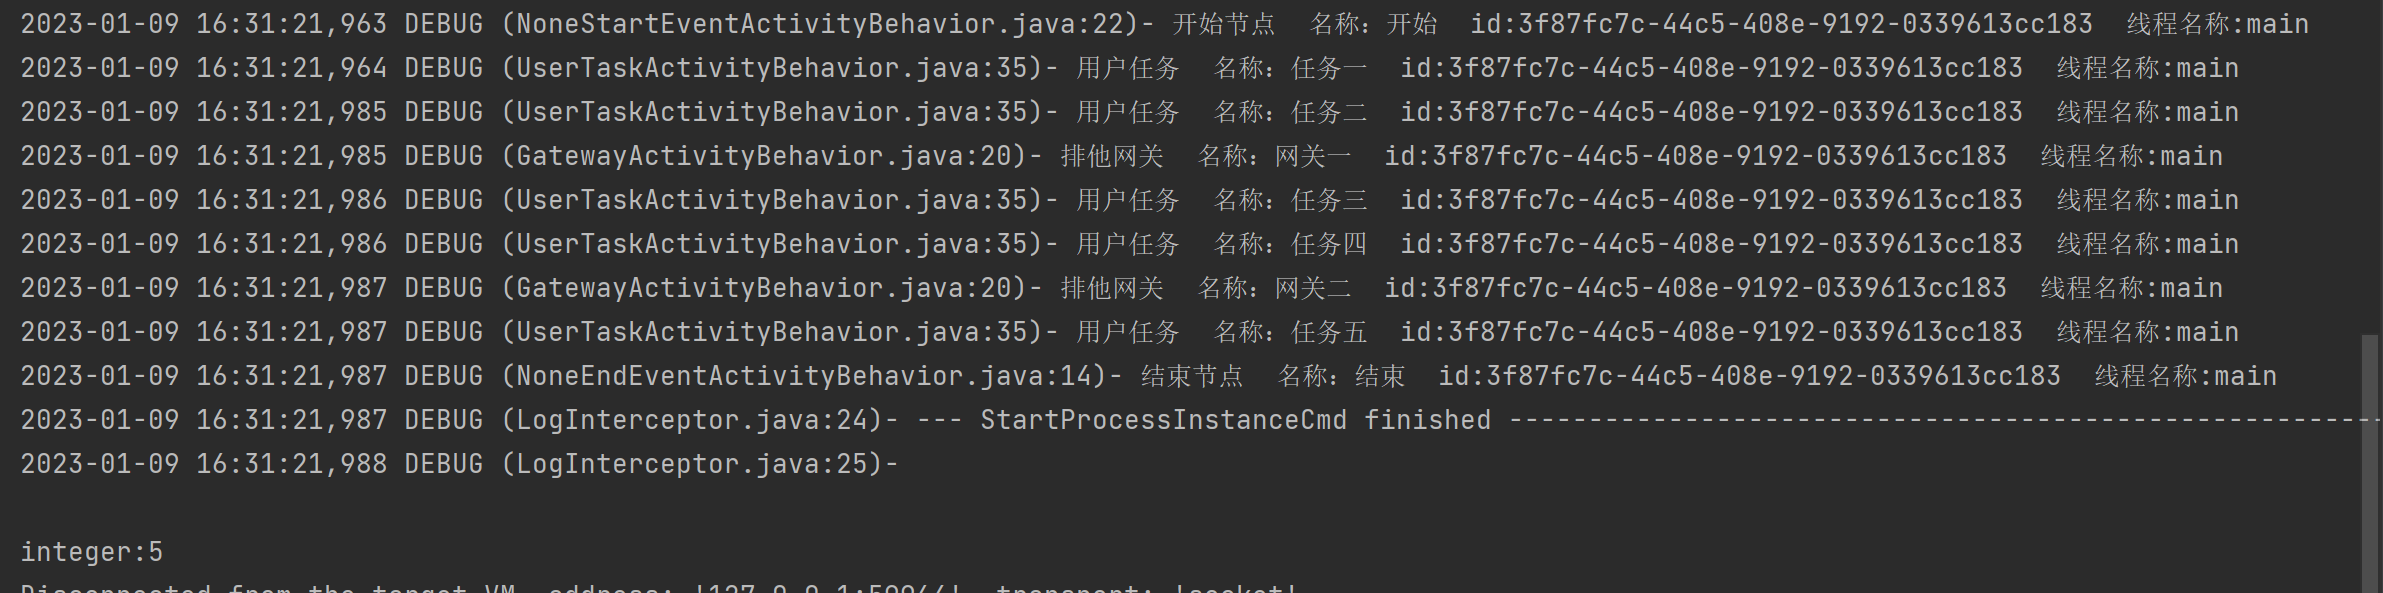 2023-01-09 16:31:21,963 DEBUG (NoneStartEventActivityBehavior.java:22)- 开始节点  名称：开始  id:3f87fc7c-44c5-408e-9192-0339613cc183  线程名称:main
2023-01-09 16:31:21,964 DEBUG (UserTaskActivityBehavior.java:35)- 用户任务  名称：任务一  id:3f87fc7c-44c5-408e-9192-0339613cc183  线程名称:main
2023-01-09 16:31:21,985 DEBUG (UserTaskActivityBehavior.java:35)- 用户任务  名称：任务二  id:3f87fc7c-44c5-408e-9192-0339613cc183  线程名称:main
2023-01-09 16:31:21,985 DEBUG (GatewayActivityBehavior.java:20)- 排他网关  名称：网关一  id:3f87fc7c-44c5-408e-9192-0339613cc183  线程名称:main
2023-01-09 16:31:21,986 DEBUG (UserTaskActivityBehavior.java:35)- 用户任务  名称：任务三  id:3f87fc7c-44c5-408e-9192-0339613cc183  线程名称:main
2023-01-09 16:31:21,986 DEBUG (UserTaskActivityBehavior.java:35)- 用户任务  名称：任务四  id:3f87fc7c-44c5-408e-9192-0339613cc183  线程名称:main
2023-01-09 16:31:21,987 DEBUG (GatewayActivityBehavior.java:20)- 排他网关  名称：网关二  id:3f87fc7c-44c5-408e-9192-0339613cc183  线程名称:main
2023-01-09 16:31:21,987 DEBUG (UserTaskActivityBehavior.java:35)- 用户任务  名称：任务五  id:3f87fc7c-44c5-408e-9192-0339613cc183  线程名称:main
2023-01-09 16:31:21,987 DEBUG (NoneEndEventActivityBehavior.java:14)- 结束节点  名称：结束  id:3f87fc7c-44c5-408e-9192-0339613cc183  线程名称:main
2023-01-09 16:31:21,987 DEBUG (LogInterceptor.java:24)- --- StartProcessInstanceCmd finished -------------------------------------------------------
2023-01-09 16:31:21,988 DEBUG (LogInterceptor.java:25)-
integer:5
Disconnected from the target VM, address: transport: 'socket'